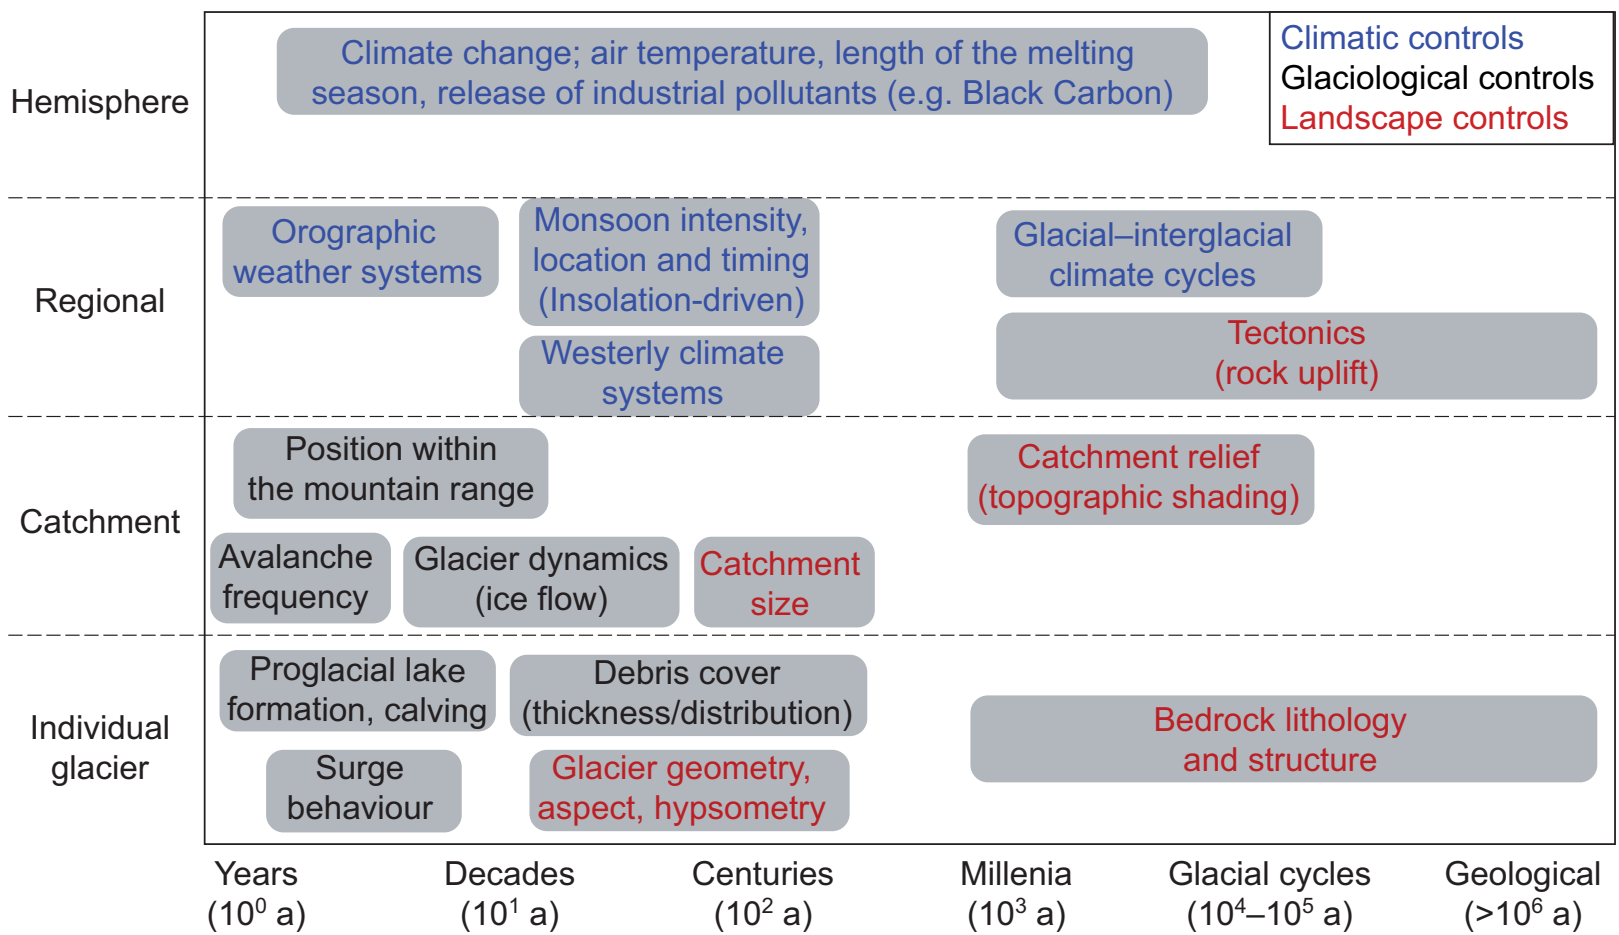 Climatic controls
Glaciological controls
Landscape controls
Hemisphere
Climate change; air temperature, length of the melting
season, release of industrial pollutants (e.g. Black Carbon)
Regional
Orographic
weather systems
Monsoon intensity,
location and timing
(Insolation-driven)
Westerly climate
systems
Glacial–interglacial
climate cycles
Tectonics
(rock uplift)
Catchment
Position within
the mountain range
Catchment relief
(topographic shading)
Avalanche
frequency
Glacier dynamics
(ice flow)
Catchment
size
Individual
glacier
Proglacial lake
formation, calving
Debris cover
(thickness/distribution)
Bedrock lithology
and structure
Surge
behaviour
Glacier geometry,
aspect, hypsometry
Years
(10⁰ a)
Decades
(10¹ a)
Centuries
(10² a)
Millenia
(10³ a)
Glacial cycles
(10⁴–10⁵ a)
Geological
(>10⁶ a)